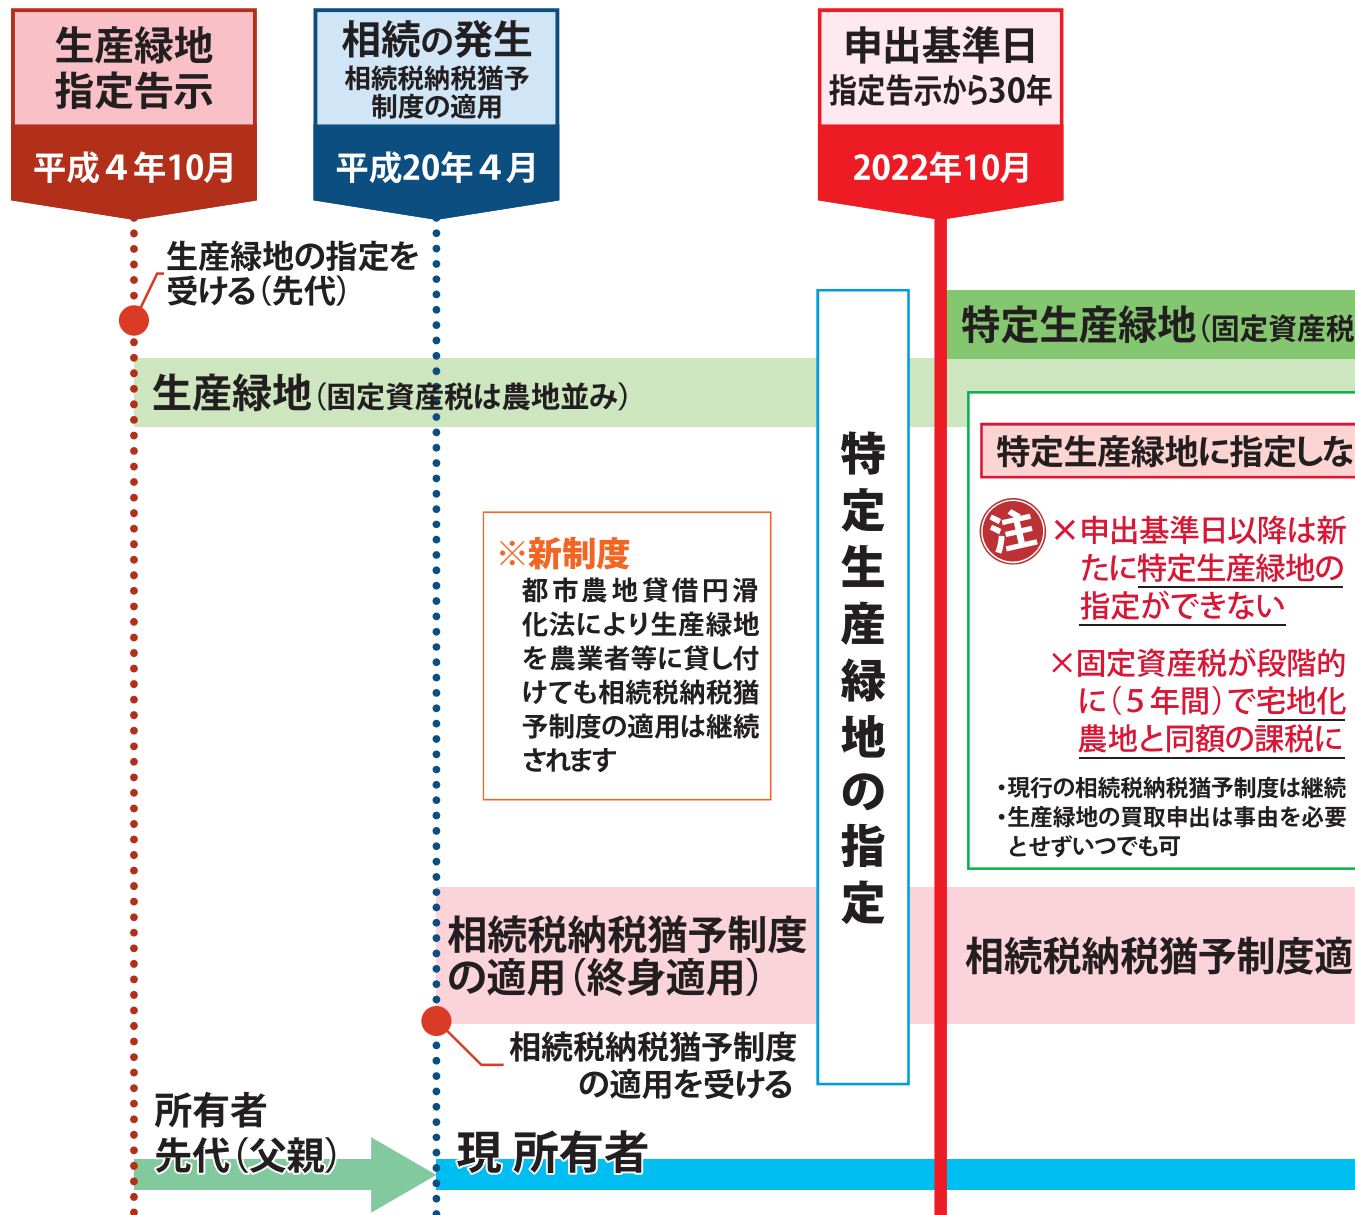 生産緑地
指定告示
平成４年10月
相続の発生
相続税納税猶予
制度の適用
平成20年４月
申出基準日
指定告示から30年
2022年10月
生産緑地の指定を
受ける（先代）
特定生産緑地（固定資産税
生産緑地（固定資産税は農地並み）
特定生産緑地の指定
特定生産緑地に指定しな
注
×申出基準日以降は新
たに特定生産緑地の
指定ができない
×固定資産税が段階的
に（５年間）で宅地化
農地と同額の課税に
・現行の相続税納税猶予制度は継続
・生産緑地の買取申出は事由を必要
とせずいつでも可
※新制度
都市農地貸借円滑
化法により生産緑地
を農業者等に貸し付
けても相続税納税猶
予制度の適用は継続
されます
相続税納税猶予制度
の適用（終身適用）
相続税納税猶予制度適
相続税納税猶予制度
の適用を受ける
所有者
先代（父親）
現 所有者